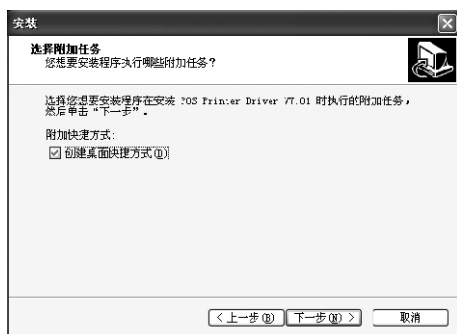 安装
选择附加任务
您想要安装程序执行哪些附加任务?
选择您想要安装程序在安装 POS Printer Driver V7.01 时执行的附加任务,
然后单击“下一步”。
附加快捷方式:
创建桌面快捷方式(D)
<上一步(B) 下一步(N)> 取消